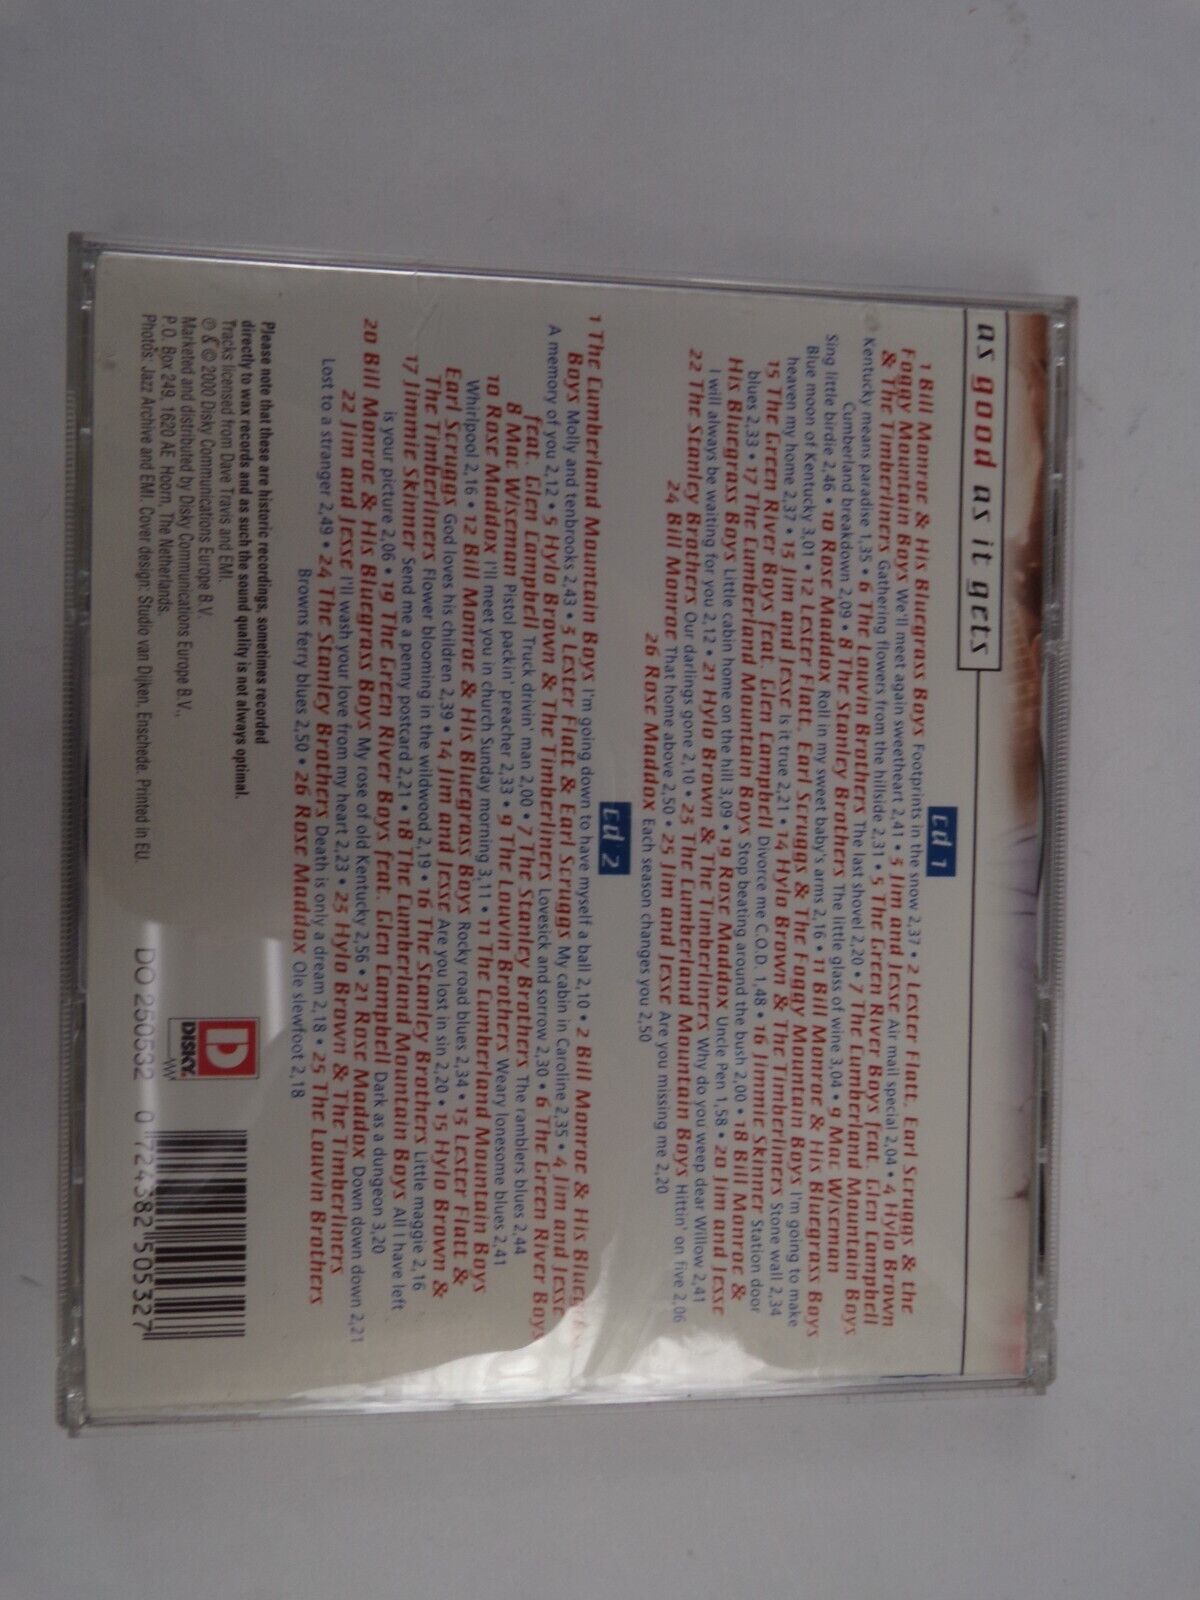 as good as it gets
cd 1
1 Bill Monroe & His Bluegrass Boys Footprints in the snow 2,37 • 2 Lester Flatt, Earl Scruggs & the
Foggy Mountain Boys We'll meet again sweetheart 2,41 • 3 Jim and Jesse Air mail special 2,04 • 4 Hylo Brown
& The Timberliners Gathering flowers from the hillside 2,31 • 5 The Green River Boys feat. Glen Campbell
Kentucky means paradise 1,35 • 6 The Louvin Brothers The last shovel 2,20 • 7 The Cumberland Mountain Boys
Cumberland breakdown 2,09 • 8 The Stanley Brothers The little glass of wine 3,04 • 9 Mac Wiseman
Sing little birdie 2,46 • 10 Rose Maddox Roll in my sweet baby's arms 2,16 • 11 Bill Monroe & His Bluegrass Boys
Blue moon of Kentucky 3,01 • 12 Lester Flatt, Earl Scruggs & The Foggy Mountain Boys I'm going to make
heaven my home 2,37 • 13 Jim and Jesse Is it true 2,21 • 14 Hylo Brown & The Timberliners Stone wall 2,34
15 The Green River Boys feat. Glen Campbell Divorce me C.O.D. 1,48 • 16 Jimmie Skinner Station door
blues 2,33 • 17 The Cumberland Mountain Boys Stop beating around the bush 2,00 • 18 Bill Monroe &
His Bluegrass Boys Little cabin home on the hill 3,09 • 19 Rose Maddox Uncle Pen 1,58 • 20 Jim and Jesse
I will always be waiting for you 2,12 • 21 Hylo Brown & The Timberliners Why do you weep dear Willow 2,41
22 The Stanley Brothers Our darlings gone 2,10 • 23 The Cumberland Mountain Boys Hittin' on five 2,06
24 Bill Monroe That home above 2,50 • 25 Jim and Jesse Are you missing me 2,20
26 Rose Maddox Each season changes you 2,50
cd 2
1 The Cumberland Mountain Boys I'm going down to have myself a ball 2,10 • 2 Bill Monroe & His Bluegrass
Boys Molly and tenbrooks 2,43 • 3 Lester Flatt & Earl Scruggs My cabin in Caroline 2,35 • 4 Jim and Jesse
A memory of you 2,12 • 5 Hylo Brown & The Timberliners Lovesick and sorrow 2,30 • 6 The Green River Boys
feat. Glen Campbell Truck drivin' man 2,00 • 7 The Stanley Brothers The ramblers blues 2,44
8 Mac Wiseman Pistol packin' preacher 2,33 • 9 The Louvin Brothers Weary lonesome blues 2,41
10 Rose Maddox I'll meet you in church Sunday morning 3,11 • 11 The Cumberland Mountain Boys
Whirlpool 2,16 • 12 Bill Monroe & His Bluegrass Boys Rocky road blues 2,34 • 13 Lester Flatt &
Earl Scruggs God loves his children 2,39 • 14 Jim and Jesse Are you lost in sin 2,20 • 15 Hylo Brown &
The Timberliners Flower blooming in the wildwood 2,19 • 16 The Stanley Brothers Little maggie 2,16
17 Jimmie Skinner Send me a penny postcard 2,21 • 18 The Cumberland Mountain Boys All I have left
is your picture 2,06 • 19 The Green River Boys feat. Glen Campbell Dark as a dungeon 3,20
20 Bill Monroe & His Bluegrass Boys My rose of old Kentucky 2,56 • 21 Rose Maddox Down down down 2,21
22 Jim and Jesse I'll wash your love from my heart 2,23 • 23 Hylo Brown & The Timberliners
Lost to a stranger 2,49 • 24 The Stanley Brothers Death is only a dream 2,18 • 25 The Louvin Brothers
Browns ferry blues 2,50 • 26 Rose Maddox Ole slewfoot 2,18
Please note that these are historic recordings, sometimes recorded
directly to wax records and as such the sound quality is not always optimal.
Tracks licensed from Dave Travis and EMI.
℗ & © 2000 Disky Communications Europe B.V.
Marketed and distributed by Disky Communications Europe B.V.,
P.O. Box 249, 1620 AE Hoorn, The Netherlands.
Photos: Jazz Archive and EMI. Cover design: Studio van Dijken, Enschede. Printed in EU.
D
DISKY
DO 250532
0 724382 505327